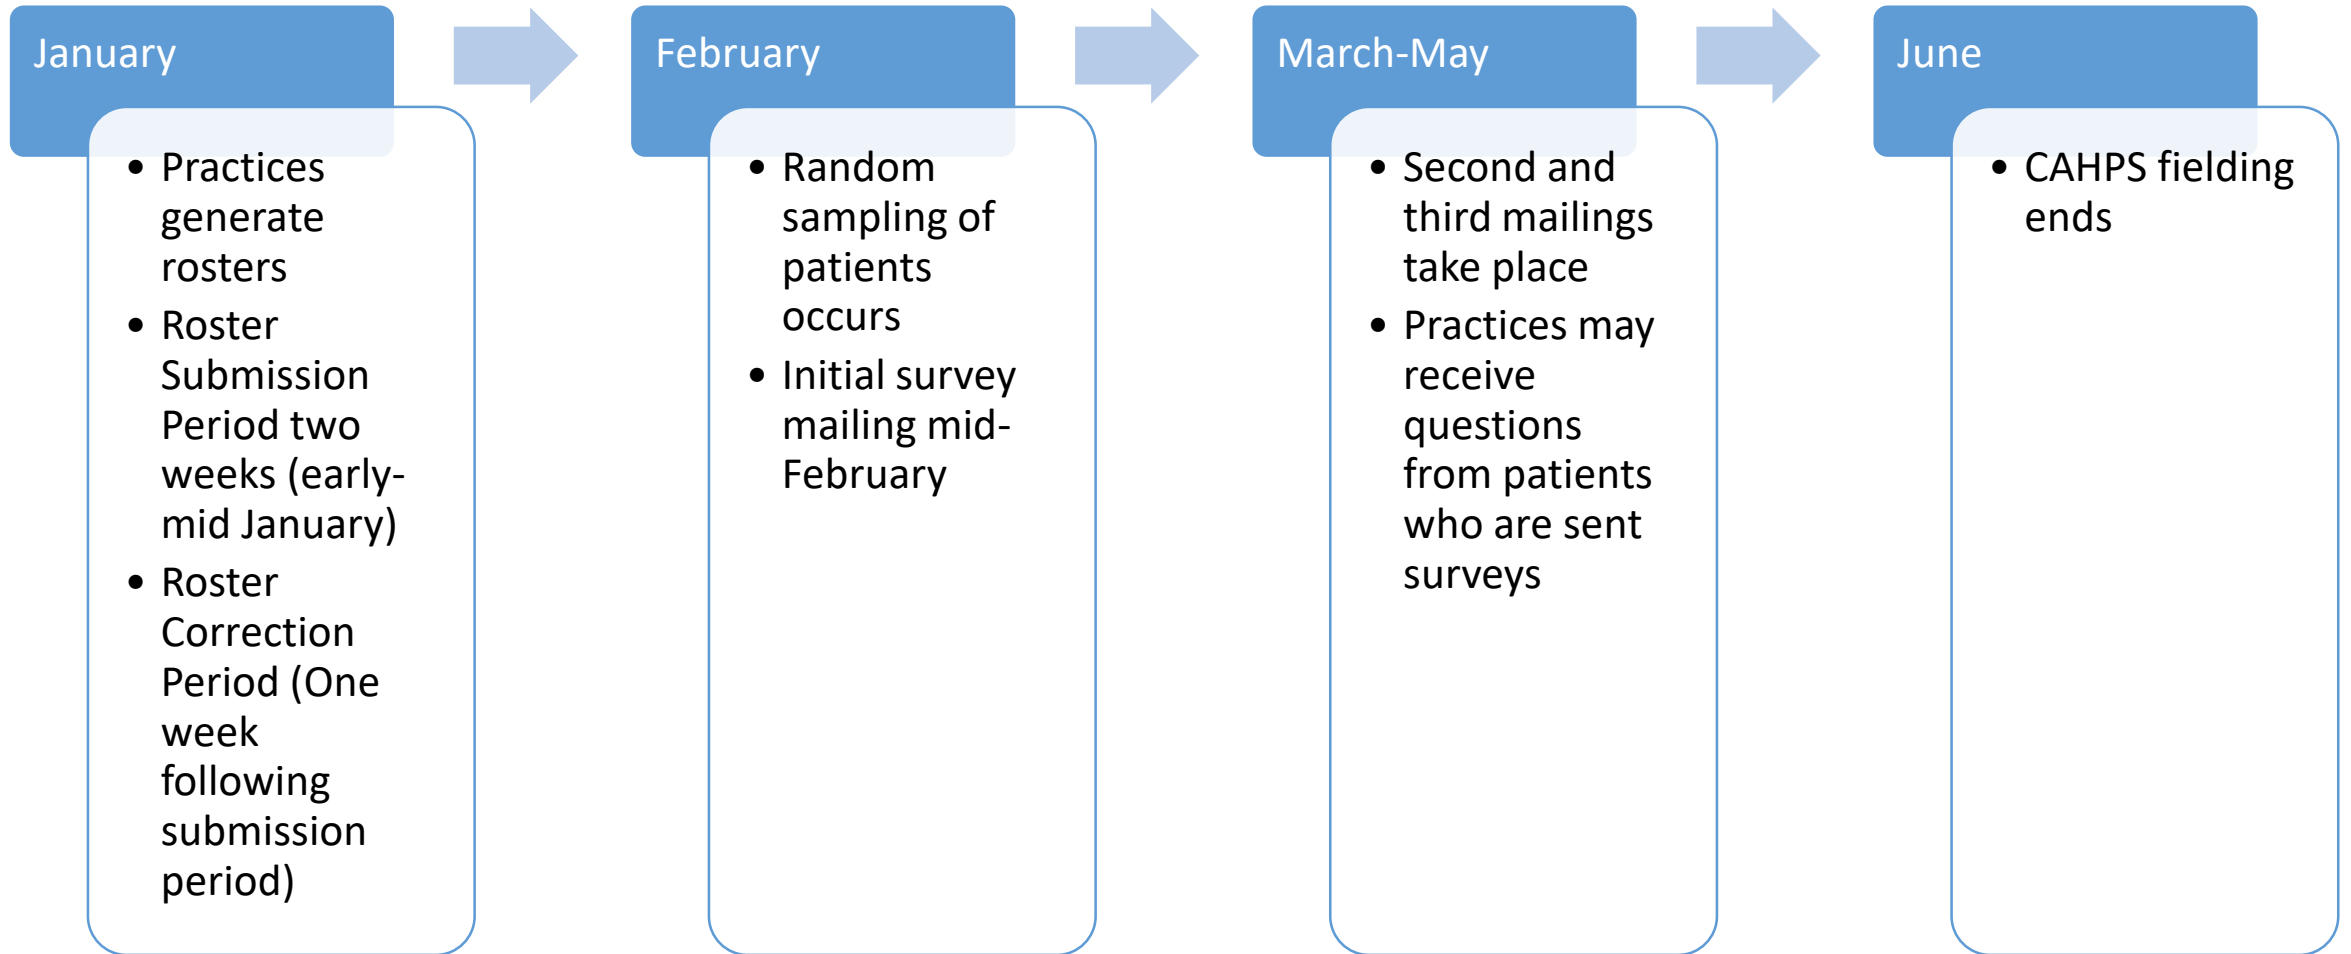 January
• Practices
generate
rosters
• Roster
Submission
Period two
weeks (early-
mid January)
• Roster
Correction
Period (One
week
following
submission
period)
February
• Random
sampling of
patients
occurs
• Initial survey
mailing mid-
February
March-May
• Second and
third mailings
take place
• Practices may
receive
questions
from patients
who are sent
surveys
June
• CAHPS fielding
ends